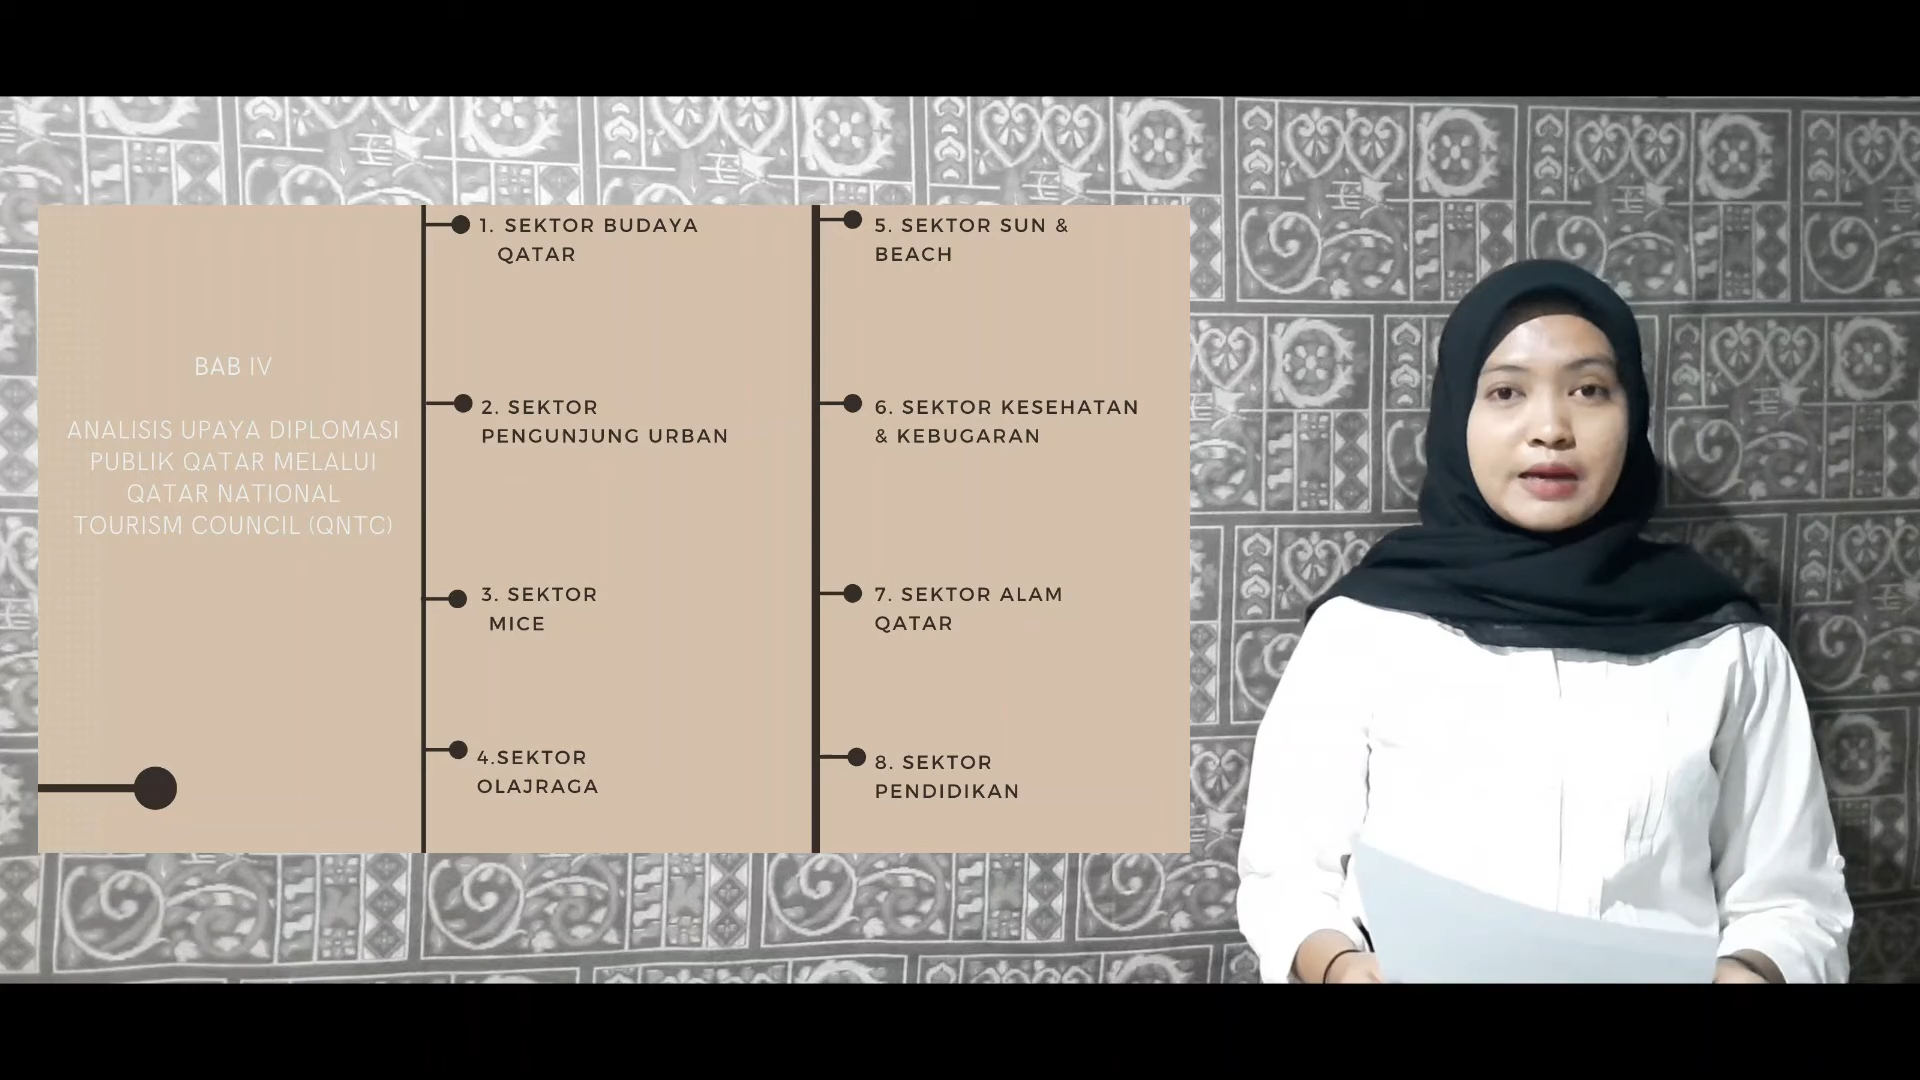 BAB IV
ANALISIS UPAYA DIPLOMASI
PUBLIK QATAR MELALUI
QATAR NATIONAL
TOURISM COUNCIL (QNTC)
1. SEKTOR BUDAYA
QATAR
2. SEKTOR
PENGUNJUNG URBAN
3. SEKTOR
MICE
4.SEKTOR
OLAJRAGA
5. SEKTOR SUN &
BEACH
6. SEKTOR KESEHATAN
& KEBUGARAN
7. SEKTOR ALAM
QATAR
8. SEKTOR
PENDIDIKAN